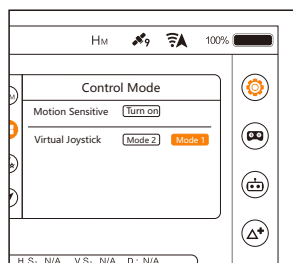 HM 9 100%
Control Mode
Motion Sensitive Turn on
Virtual Joystick Mode 2 Mode 1
H.S: N/A V.S: N/A D: N/A